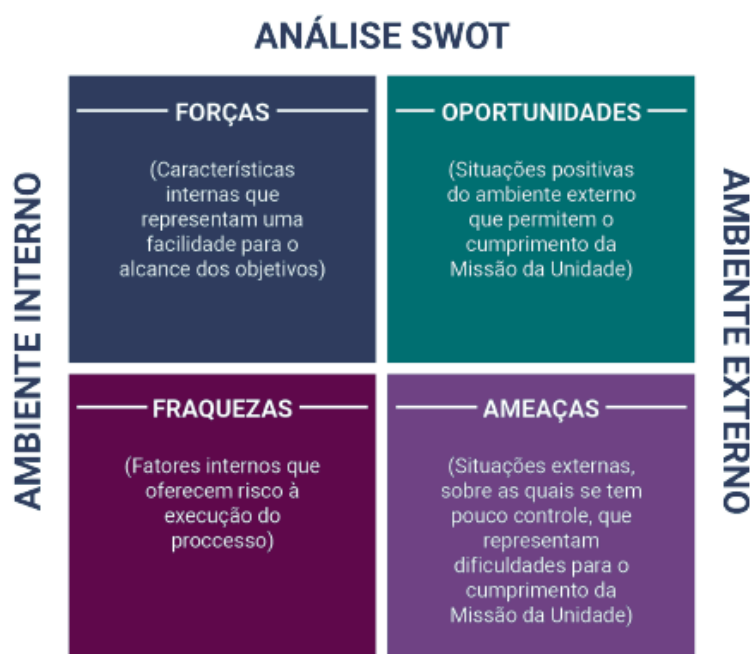 ANÁLISE SWOT
AMBIENTE INTERNO
FORÇAS
(Características
internas que
representam uma
facilidade para o
alcance dos objetivos)
OPORTUNIDADES
(Situações positivas
do ambiente externo
que permitem o
cumprimento da
Missão da Unidade)
FRAQUEZAS
(Fatores internos que
oferecem risco à
execução do
proccesso)
AMEAÇAS
(Situações externas,
sobre as quais se tem
pouco controle, que
representam
dificuldades para o
cumprimento da
Missão da Unidade)
AMBIENTE EXTERNO